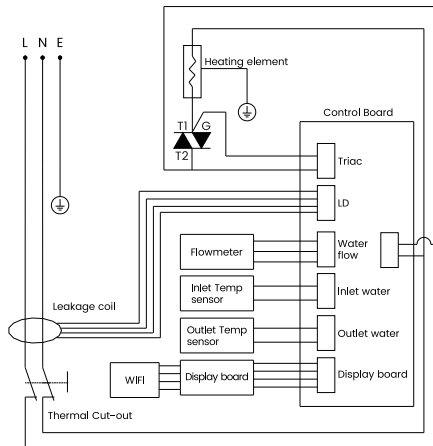 L N E
Heating element
T1 G
T2
Control Board
Triac
LD
Flowmeter
Water
flow
Inlet Temp
sensor
Inlet water
Leakage coil
Outlet Temp
sensor
Outlet water
WIFI
Display board
Display board
Thermal Cut-out